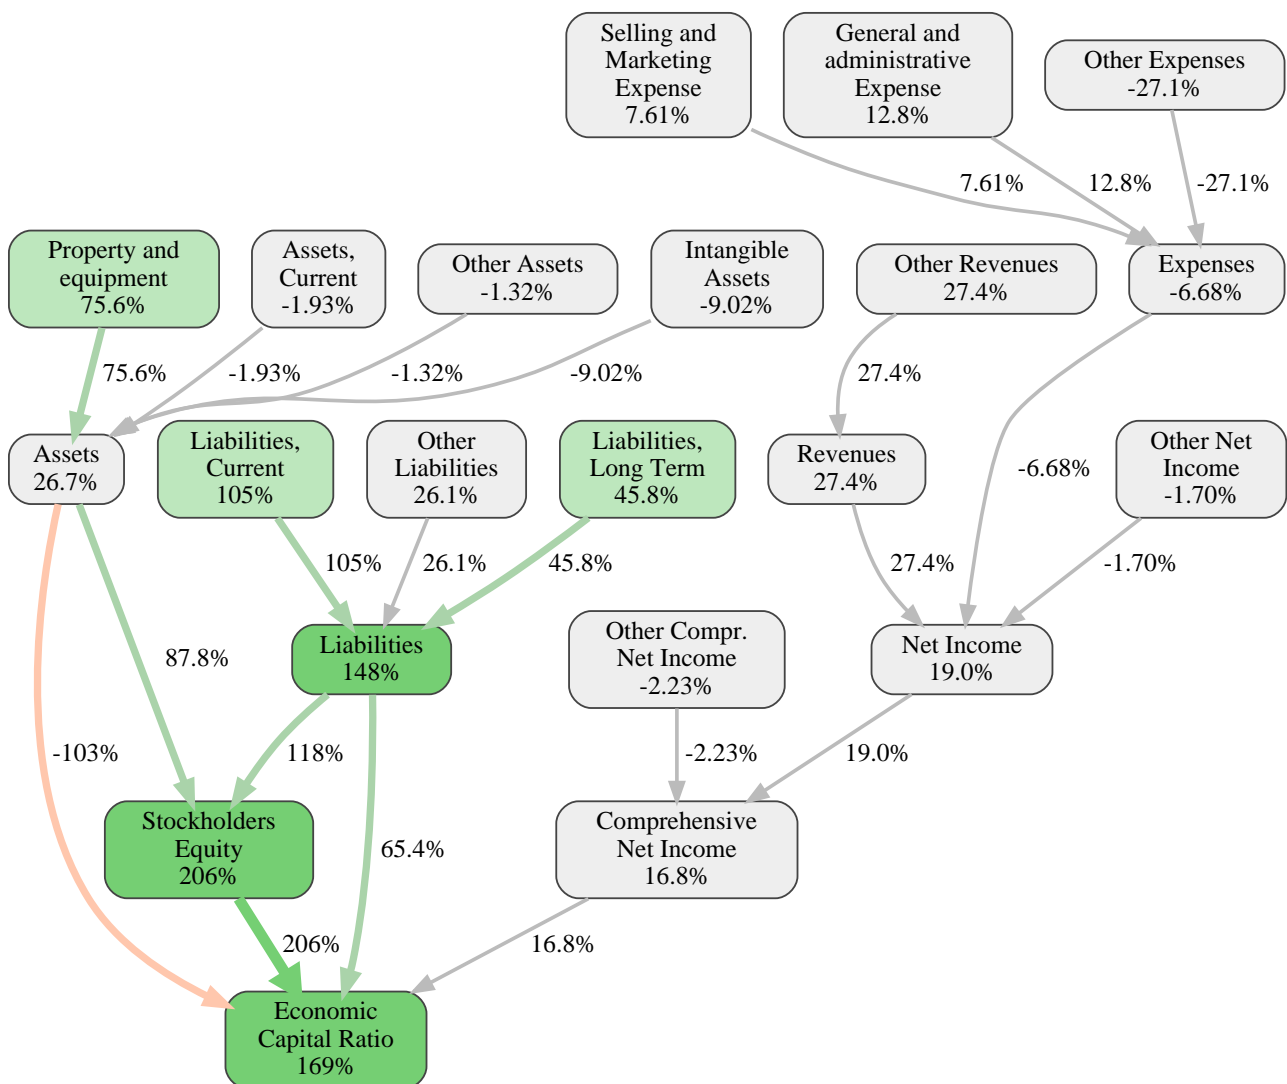 Selling and
Marketing
Expense
7.61%
General and
administrative
Expense
12.8%
Other Expenses
-27.1%
7.61%
12.8%
-27.1%
Property and
equipment
75.6%
Assets,
Current
-1.93%
Other Assets
-1.32%
Intangible
Assets
-9.02%
Other Revenues
27.4%
Expenses
-6.68%
75.6%
-1.93%
-1.32%
-9.02%
27.4%
Assets
26.7%
Liabilities,
Current
105%
Other
Liabilities
26.1%
Liabilities,
Long Term
45.8%
Revenues
27.4%
-6.68%
Other Net
Income
-1.70%
105%
26.1%
45.8%
27.4%
-1.70%
87.8%
Liabilities
148%
Other Compr.
Net Income
-2.23%
Net Income
19.0%
-103%
118%
-2.23%
19.0%
Stockholders
Equity
206%
65.4%
Comprehensive
Net Income
16.8%
206%
16.8%
Economic
Capital Ratio
169%